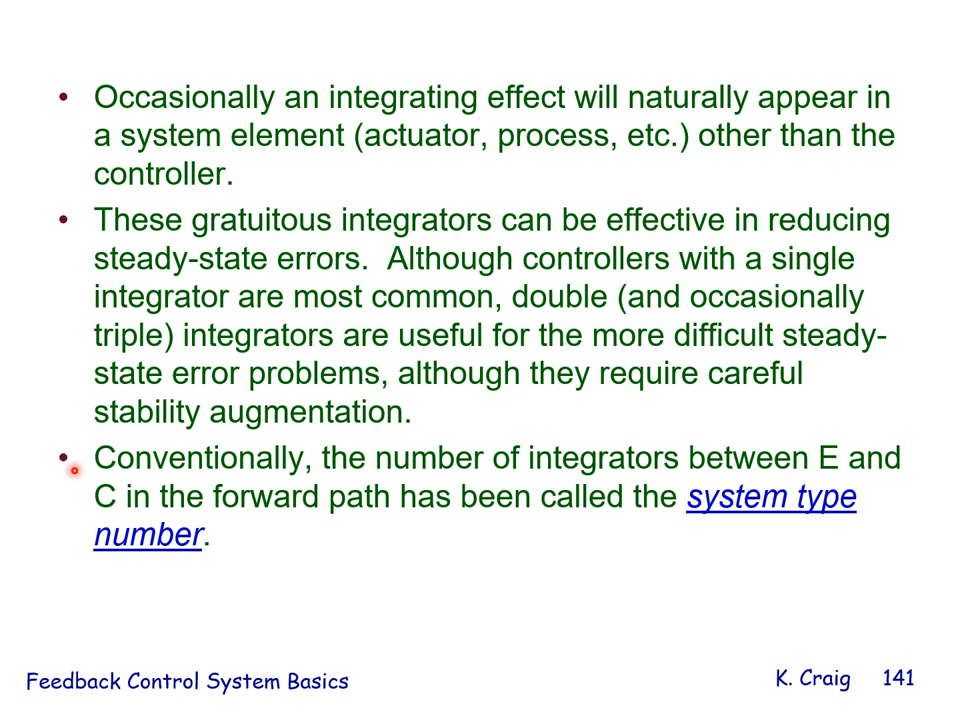 • Occasionally an integrating effect will naturally appear in
a system element (actuator, process, etc.) other than the
controller.
• These gratuitous integrators can be effective in reducing
steady-state errors.  Although controllers with a single
integrator are most common, double (and occasionally
triple) integrators are useful for the more difficult steady-
state error problems, although they require careful
stability augmentation.
• Conventionally, the number of integrators between E and
C in the forward path has been called the system type
number.
Feedback Control System Basics
K. Craig 141